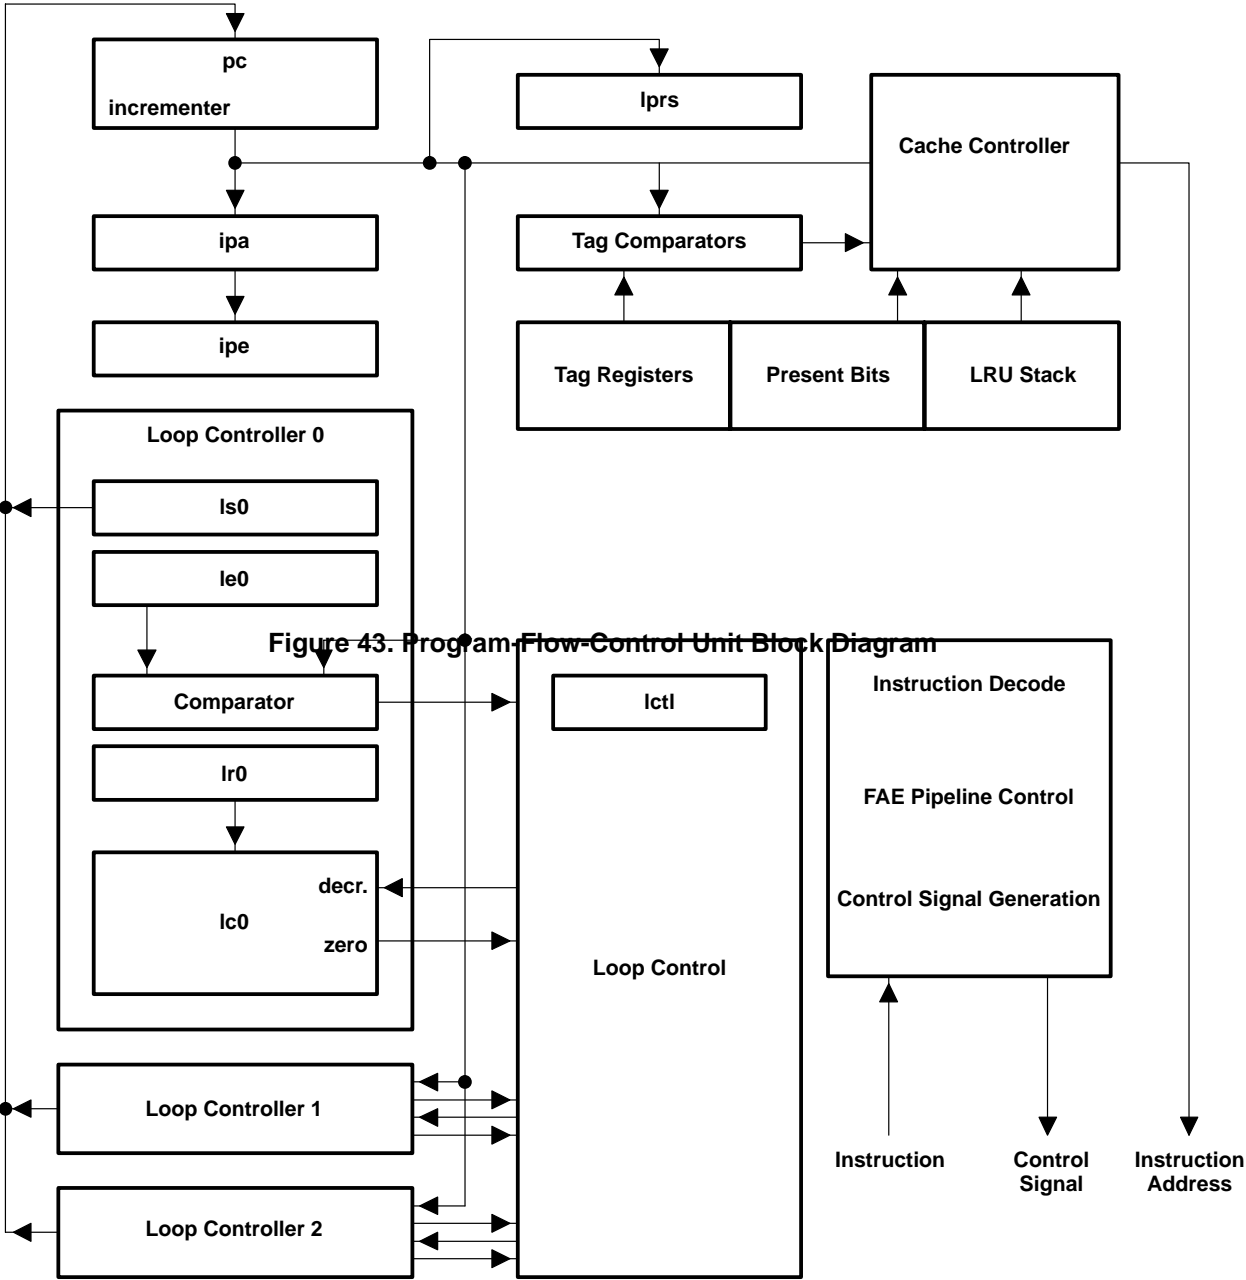 pc
incrementer
lprs
Cache Controller
ipa
Tag Comparators
ipe
Tag Registers
Present Bits
LRU Stack
Loop Controller 0
ls0
le0
Figure 43. Program-Flow-Control Unit Block Diagram
Comparator
lctl
Instruction Decode
lr0
FAE Pipeline Control
decr.
lc0
zero
Control Signal Generation
Loop Control
Loop Controller 1
Instruction
Control
Signal
Instruction
Address
Loop Controller 2